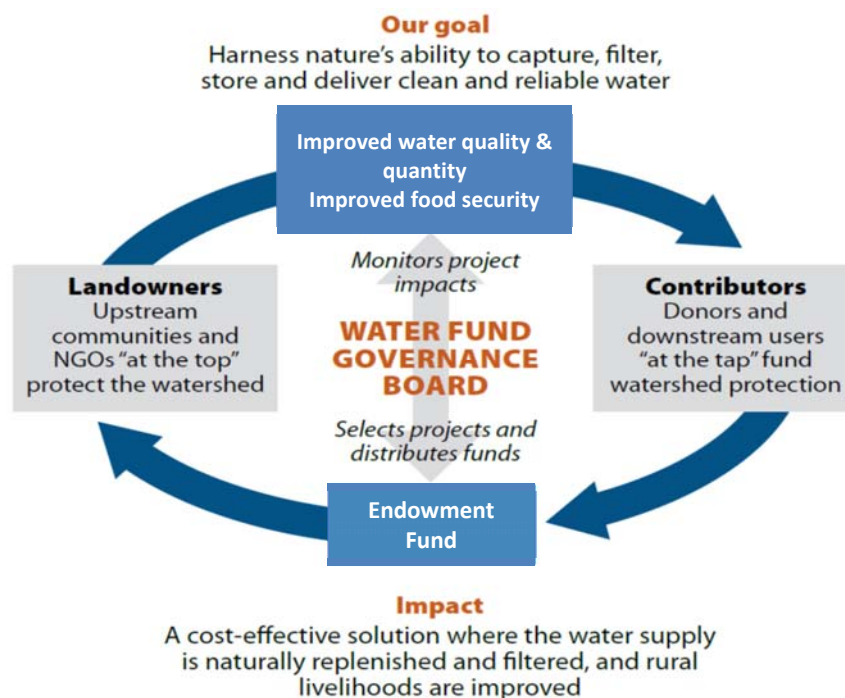 Our goal
Harness nature's ability to capture, filter,
store and deliver clean and reliable water
Improved water quality &
quantity
Improved food security
Monitors project
impacts
Landowners
Upstream
communities and
NGOs "at the top"
protect the watershed
WATER FUND
GOVERNANCE
BOARD
Contributors
Donors and
downstream users
"at the tap" fund
watershed protection
Selects projects and
distributes funds
Endowment
Fund
Impact
A cost-effective solution where the water supply
is naturally replenished and filtered, and rural
livelihoods are improved